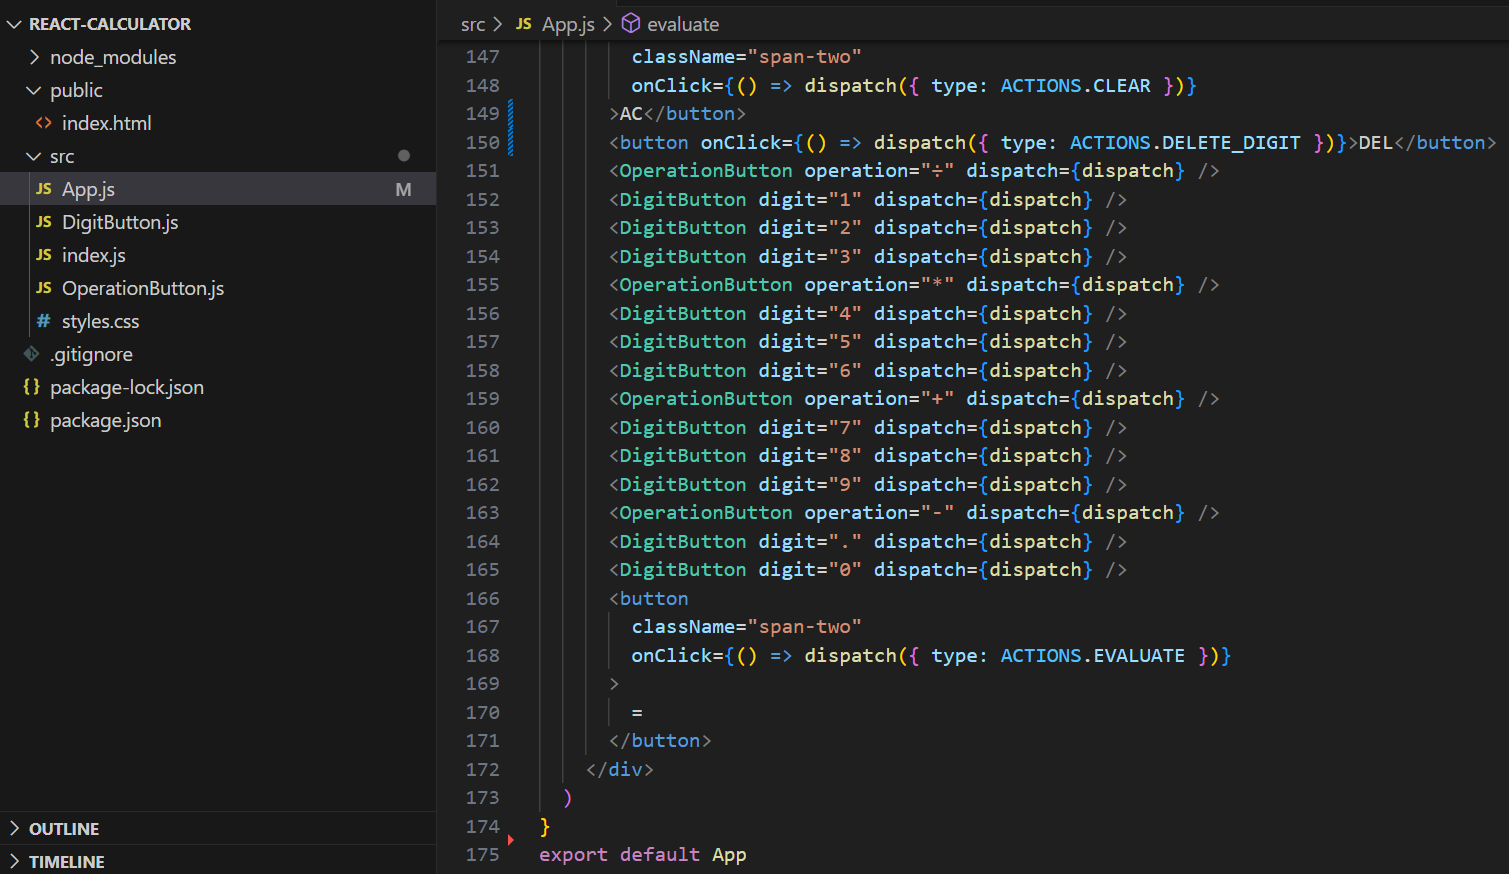 REACT-CALCULATOR
node_modules
public
<> index.html
src
JS App.js M
JS DigitButton.js
JS index.js
JS OperationButton.js
# styles.css
.gitignore
{} package-lock.json
{} package.json
OUTLINE
TIMELINE
src > JS App.js > evaluate
147 className="span-two"
148 onClick={() => dispatch({ type: ACTIONS.CLEAR })}
149 >AC</button>
150 <button onClick={() => dispatch({ type: ACTIONS.DELETE_DIGIT })}>DEL</button>
151 <OperationButton operation="÷" dispatch={dispatch} />
152 <DigitButton digit="1" dispatch={dispatch} />
153 <DigitButton digit="2" dispatch={dispatch} />
154 <DigitButton digit="3" dispatch={dispatch} />
155 <OperationButton operation="*" dispatch={dispatch} />
156 <DigitButton digit="4" dispatch={dispatch} />
157 <DigitButton digit="5" dispatch={dispatch} />
158 <DigitButton digit="6" dispatch={dispatch} />
159 <OperationButton operation="+" dispatch={dispatch} />
160 <DigitButton digit="7" dispatch={dispatch} />
161 <DigitButton digit="8" dispatch={dispatch} />
162 <DigitButton digit="9" dispatch={dispatch} />
163 <OperationButton operation="-" dispatch={dispatch} />
164 <DigitButton digit="." dispatch={dispatch} />
165 <DigitButton digit="0" dispatch={dispatch} />
166 <button
167 className="span-two"
168 onClick={() => dispatch({ type: ACTIONS.EVALUATE })}
169 >
170 =
171 </button>
172 </div>
173 )
174 }
175 export default App